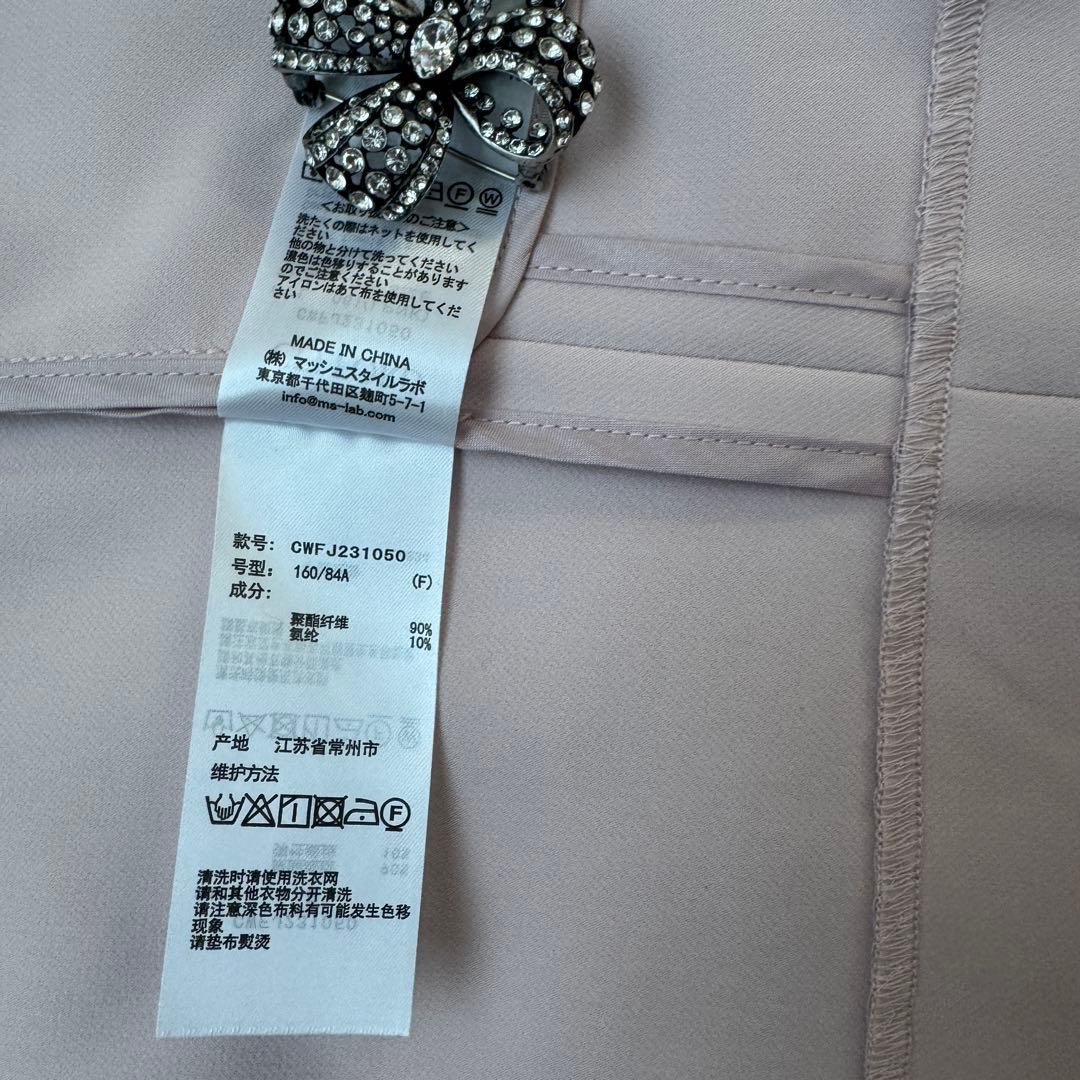 F W
<お取り扱のご注意>
洗たくの際はネットを使用してく
ださい
他の物と分けて洗ってください
濃色は色移りすることがあります
のでご注意ください
アイロンはあて布を使用してくだ
さい
CWFJ231050
MADE IN CHINA
(株) マッシュスタイルラボ
東京都千代田区麹町5-7-1
info@ms-lab.com
款号: CWFJ231050
号型: 160/84A (F)
成分:
聚酯纤维 90%
氨纶 10%
产地 江苏省常州市
维护方法
F
清洗时请使用洗衣网
请和其他衣物分开清洗
请注意深色布料有可能发生色移
现象
请垫布熨烫